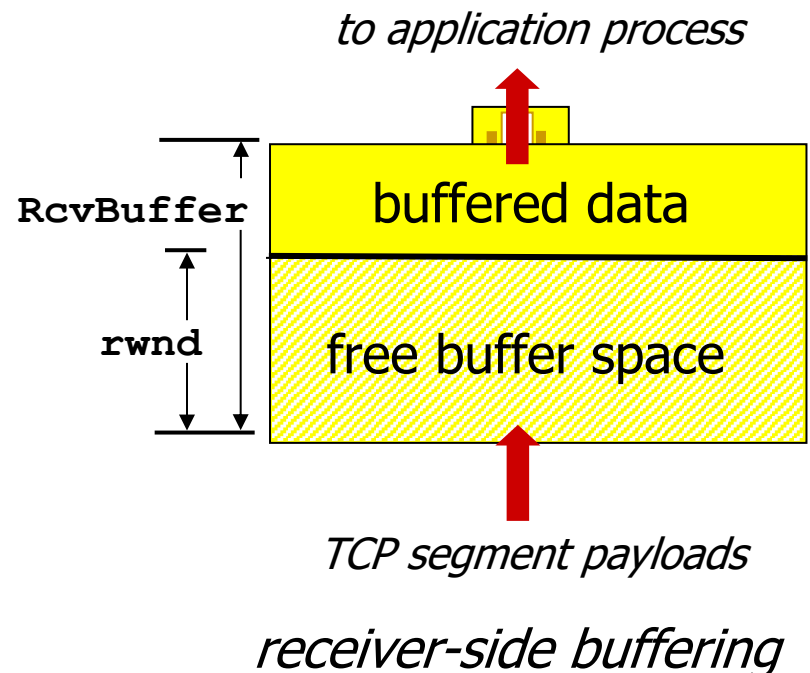 to application process
RcvBuffer
buffered data
rwnd
free buffer space
TCP segment payloads
receiver-side buffering